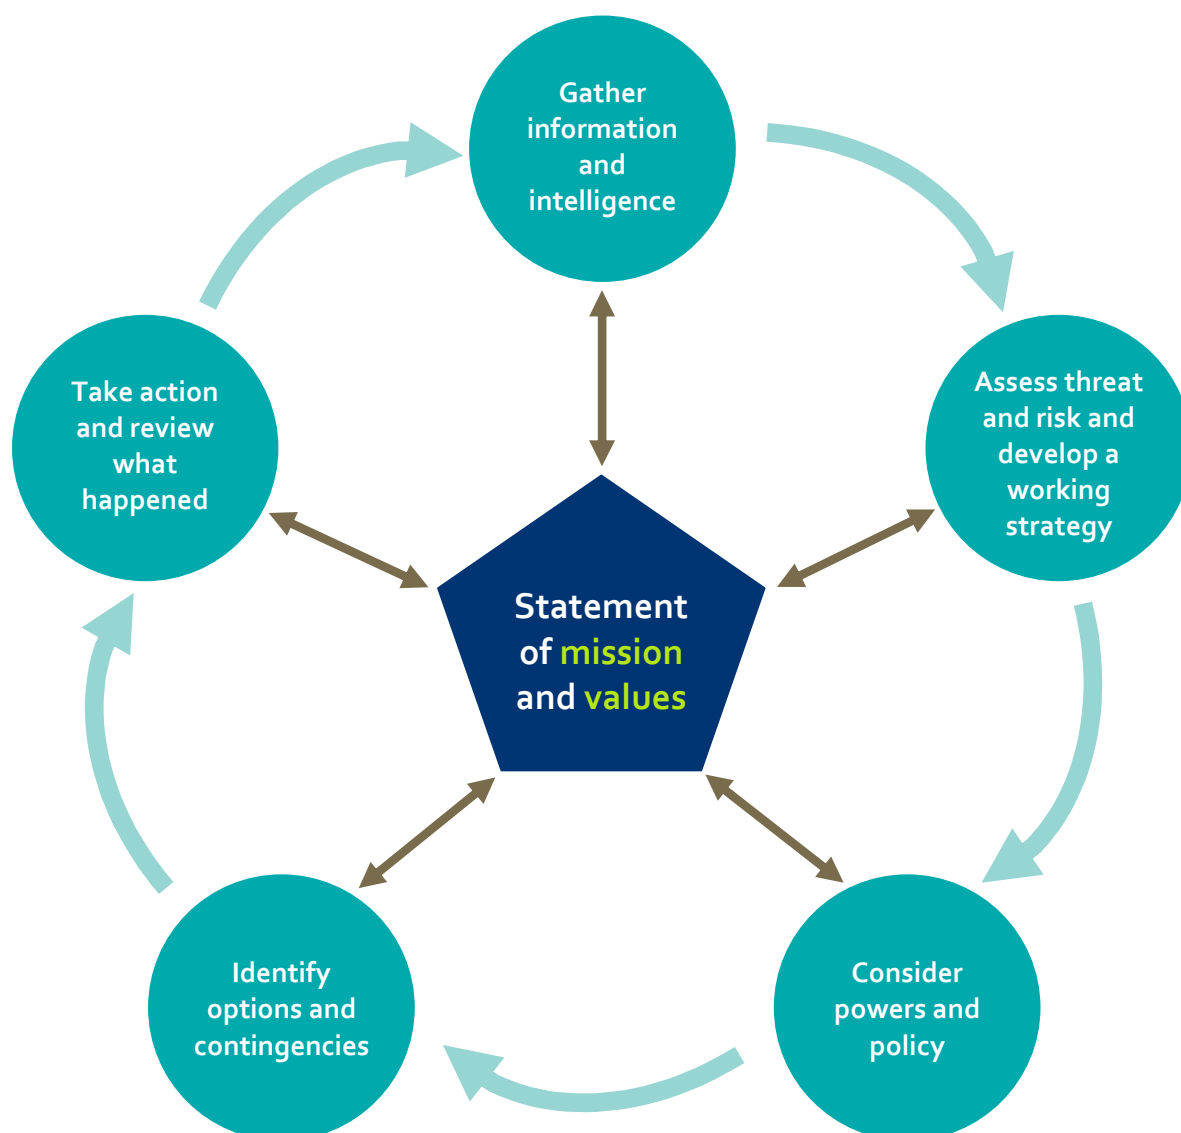 Gather
information
and
intelligence
Assess threat
and risk and
develop a
working
strategy
Consider
powers and
policy
Identify
options and
contingencies
Take action
and review
what
happened
Statement
of mission
and values